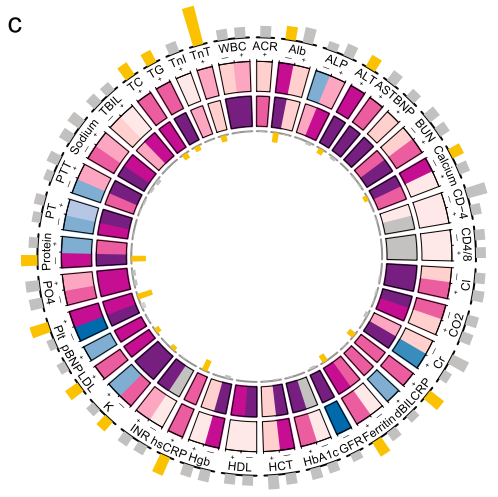 c
ACR
Alb
ALP
ALT
AST
BNP
BUN
Calcium
CD-4
CD4/8
Cl
CO2
Cr
CRP
dBIL
Ferritin
GFR
HbA1c
HCT
HDL
Hgb
hsCRP
INR
K
LDL
pBNP
Plt
PO4
Protein
PT
PTT
Sodium
TBIL
TC
TG
TnI
TnT
WBC